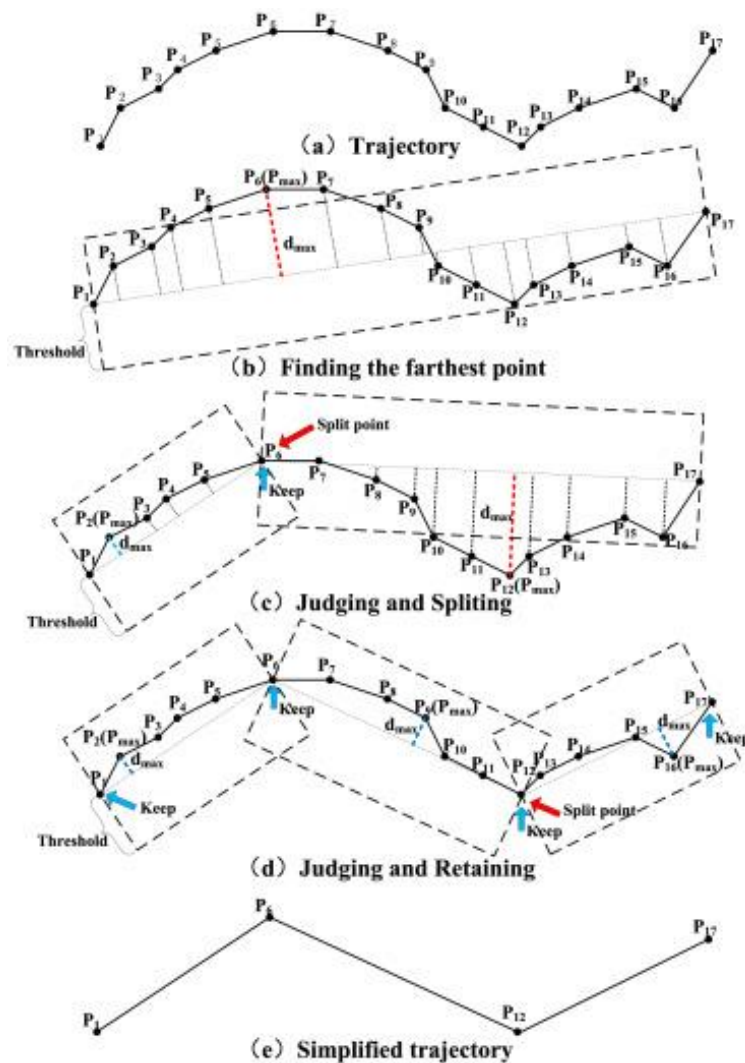 P1 P2 P3 P4 P5 P6 P7 P8 P9 P10 P11 P12 P13 P14 P15 P16 P17
（a）Trajectory
P1 P2 P3 P4 P5 P6(Pmax) P7 P8 P9 P10 P11 P12 P13 P14 P15 P16 P17
dmax
Threshold
（b）Finding the farthest point
Split point
P1 P2(Pmax) P3 P4 P5 P6 P7 P8 P9 P10 P11 P12(Pmax) P13 P14 P15 P16 P17
Keep
dmax
dmax
Threshold
（c）Judging and Spliting
P1 P2(Pmax) P3 P4 P5 P6 P7 P8 P9(Pmax) P10 P11 P12 P13 P14 P15 P16(Pmax) P17
Keep
dmax
dmax
dmax
Keep
Keep
Split point
Keep
Threshold
（d）Judging and Retaining
P1 P6 P12 P17
（e）Simplified trajectory